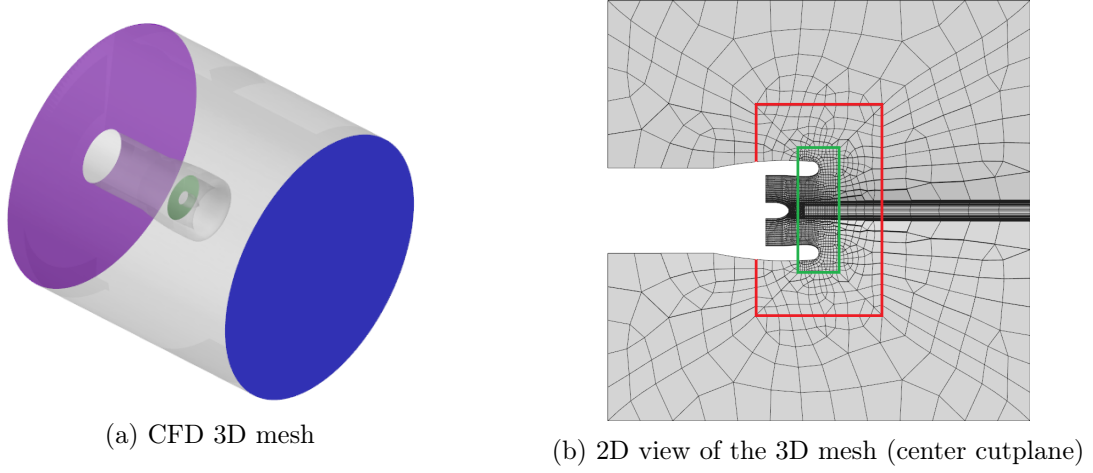 (a) CFD 3D mesh
(b) 2D view of the 3D mesh (center cutplane)